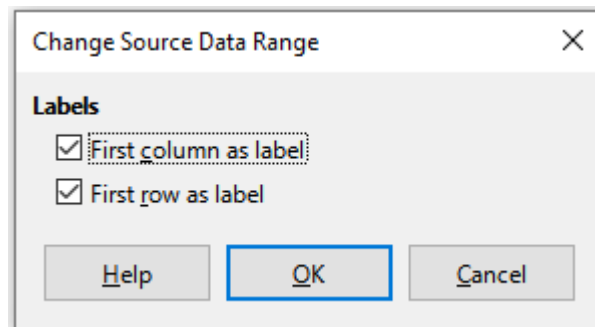 Change Source Data Range
Labels
First column as label
First row as label
Help OK Cancel